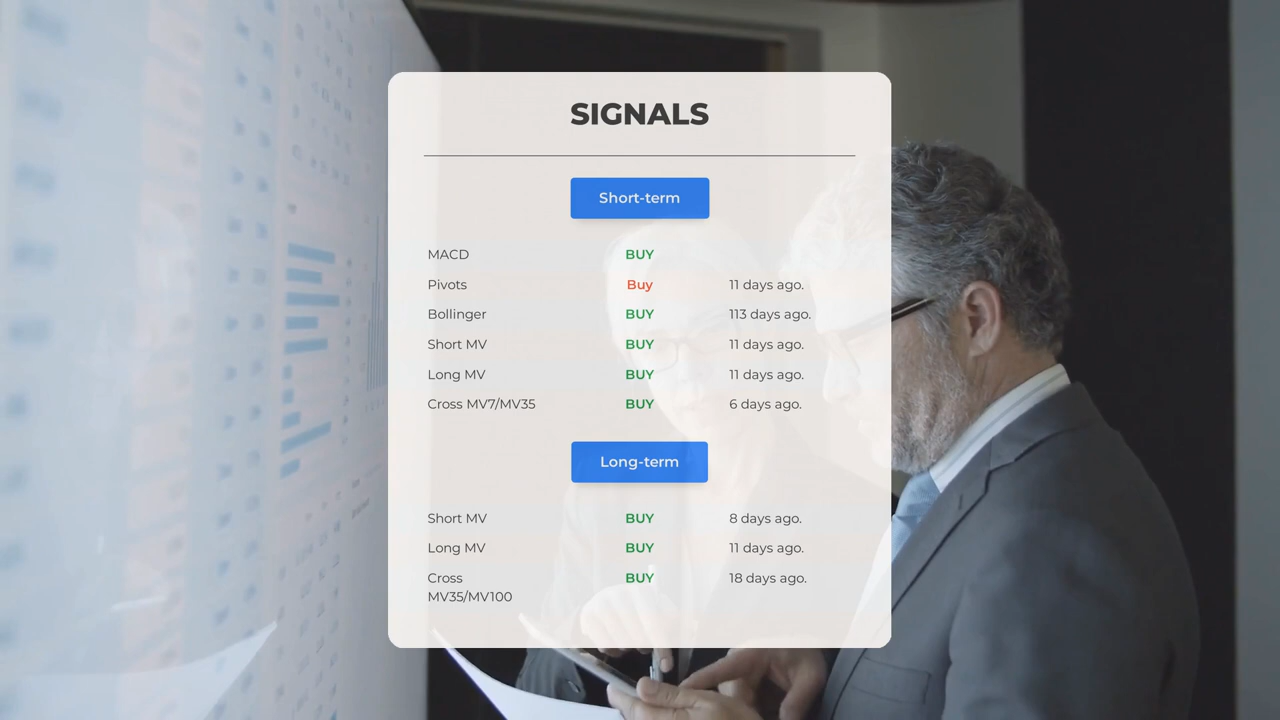 SIGNALS
Short-term
MACD BUY
Pivots Buy 11 days ago.
Bollinger BUY 113 days ago.
Short MV BUY 11 days ago.
Long MV BUY 11 days ago.
Cross MV7/MV35 BUY 6 days ago.
Long-term
Short MV BUY 8 days ago.
Long MV BUY 11 days ago.
Cross BUY 18 days ago.
MV35/MV100